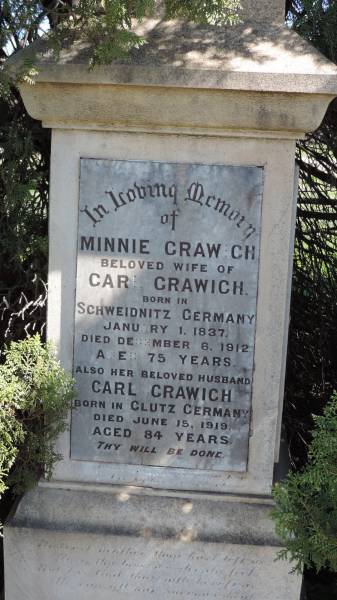 In Loving Memory
of
MINNIE GRAWICH
BELOVED WIFE OF
CARL GRAWICH.
BORN IN
SCHWEIDNITZ GERMANY
JANUARY 1. 1837.
DIED DECEMBER 8. 1912
AGED 75 YEARS.
ALSO HER BELOVED HUSBAND
CARL GRAWICH
BORN IN GLUTZ GERMANY
DIED JUNE 15, 1919
AGED 84 YEARS
THY WILL BE DONE.